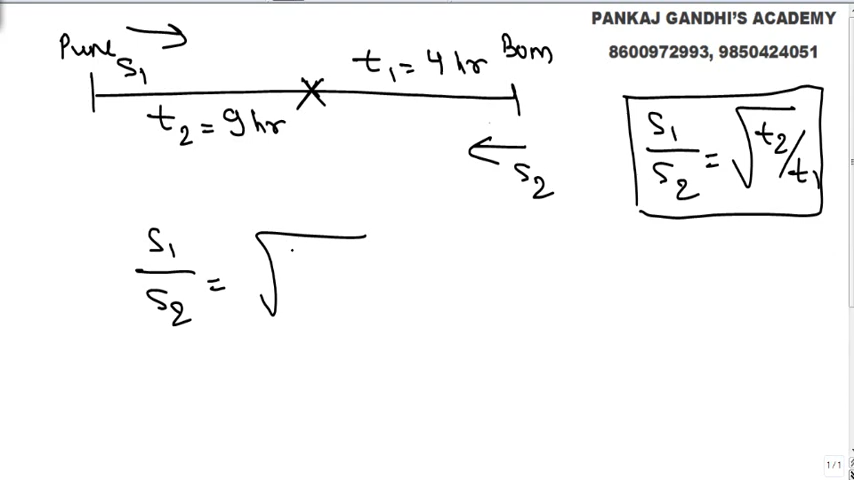 PANKAJ GANDHI'S ACADEMY
8600972993, 9850424051
Pune S1 t1 = 4 hr Bom
t2 = 9 hr
S2
S1/S2 = √t2/t1
S1/S2 = √
1/1